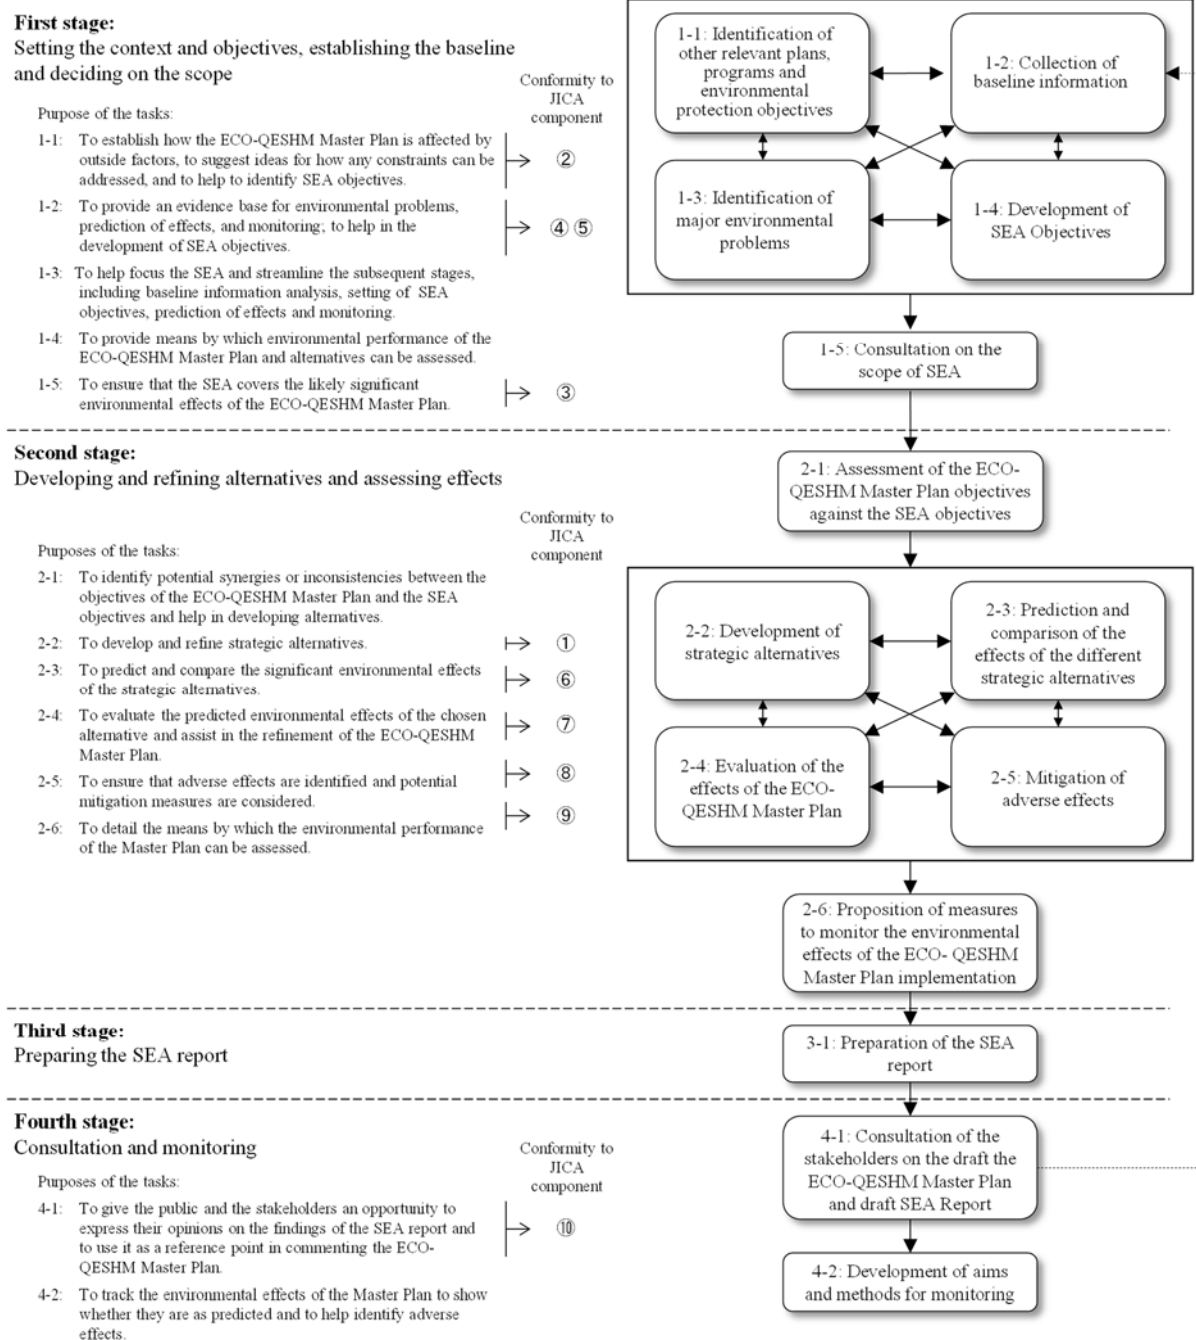 First stage:
Setting the context and objectives, establishing the baseline
and deciding on the scope
Conformity to
JICA
component
Purpose of the tasks:
1-1: To establish how the ECO-QESHM Master Plan is affected by
outside factors, to suggest ideas for how any constraints can be
addressed, and to help to identify SEA objectives.
②
1-2: To provide an evidence base for environmental problems,
prediction of effects, and monitoring; to help in the
development of SEA objectives.
④ ⑤
1-3: To help focus the SEA and streamline the subsequent stages,
including baseline information analysis, setting of SEA
objectives, prediction of effects and monitoring.
1-4: To provide means by which environmental performance of the
ECO-QESHM Master Plan and alternatives can be assessed.
1-5: To ensure that the SEA covers the likely significant
environmental effects of the ECO-QESHM Master Plan.
③
1-1: Identification of
other relevant plans,
programs and
environmental
protection objectives
1-2: Collection of
baseline information
1-3: Identification of
major environmental
problems
1-4: Development of
SEA Objectives
1-5: Consultation on the
scope of SEA
Second stage:
Developing and refining alternatives and assessing effects
Conformity to
JICA
component
Purposes of the tasks:
2-1: To identify potential synergies or inconsistencies between the
objectives of the ECO-QESHM Master Plan and the SEA
objectives and help in developing alternatives.
2-2: To develop and refine strategic alternatives.
①
2-3: To predict and compare the significant environmental effects
of the strategic alternatives.
⑥
2-4: To evaluate the predicted environmental effects of the chosen
alternative and assist in the refinement of the ECO-QESHM
Master Plan.
⑦
2-5: To ensure that adverse effects are identified and potential
mitigation measures are considered.
⑧
2-6: To detail the means by which the environmental performance
of the Master Plan can be assessed.
⑨
2-1: Assessment of the ECO-
QESHM Master Plan objectives
against the SEA objectives
2-2: Development of
strategic alternatives
2-3: Prediction and
comparison of the
effects of the different
strategic alternatives
2-4: Evaluation of the
effects of the ECO-
QESHM Master Plan
2-5: Mitigation of
adverse effects
2-6: Proposition of measures
to monitor the environmental
effects of the ECO- QESHM
Master Plan implementation
Third stage:
Preparing the SEA report
3-1: Preparation of the SEA
report
Fourth stage:
Consultation and monitoring
Conformity to
JICA
component
Purposes of the tasks:
4-1: To give the public and the stakeholders an opportunity to
express their opinions on the findings of the SEA report and
to use it as a reference point in commenting the ECO-
QESHM Master Plan.
⑩
4-2: To track the environmental effects of the Master Plan to show
whether they are as predicted and to help identify adverse
effects.
4-1: Consultation of the
stakeholders on the draft the
ECO-QESHM Master Plan
and draft SEA Report
4-2: Development of aims
and methods for monitoring